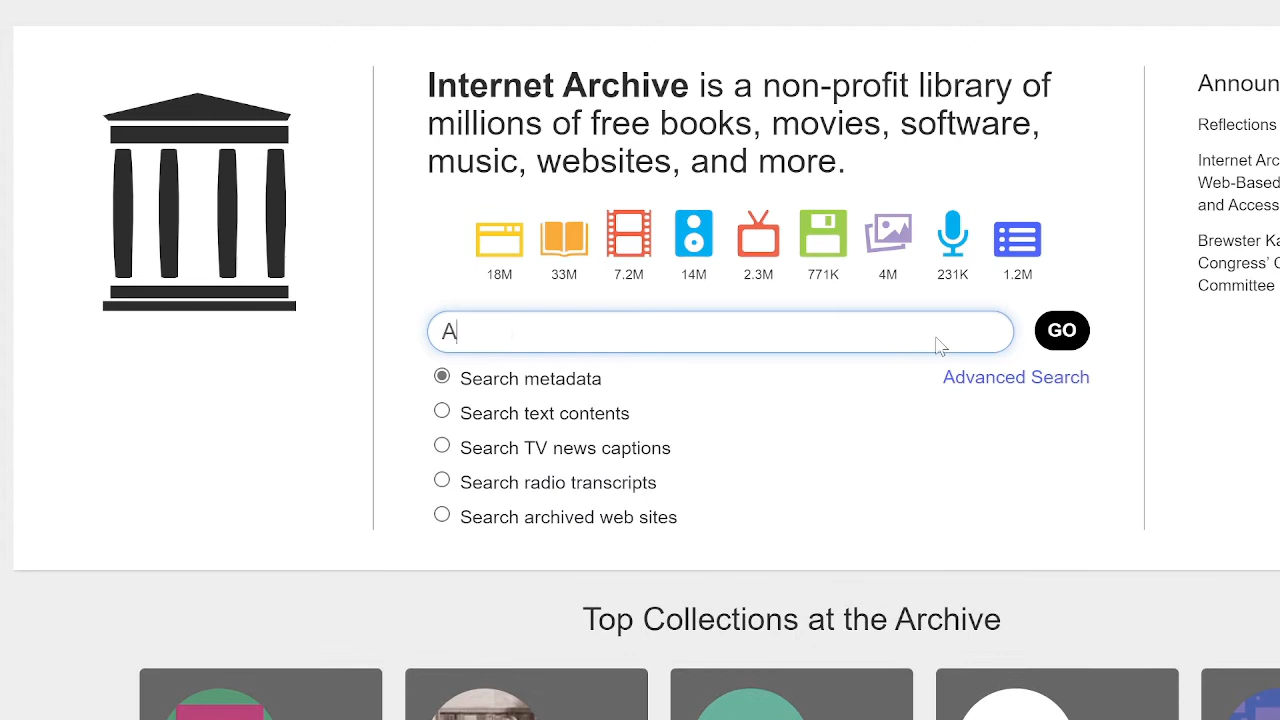 Internet Archive is a non-profit library of
millions of free books, movies, software,
music, websites, and more.
18M 33M 7.2M 14M 2.3M 771K 4M 231K 1.2M
A
GO
Search metadata
Advanced Search
Search text contents
Search TV news captions
Search radio transcripts
Search archived web sites
Announ
Reflections
Internet Arc
Web-Based
and Access
Brewster Ka
Congress' C
Committee
Top Collections at the Archive